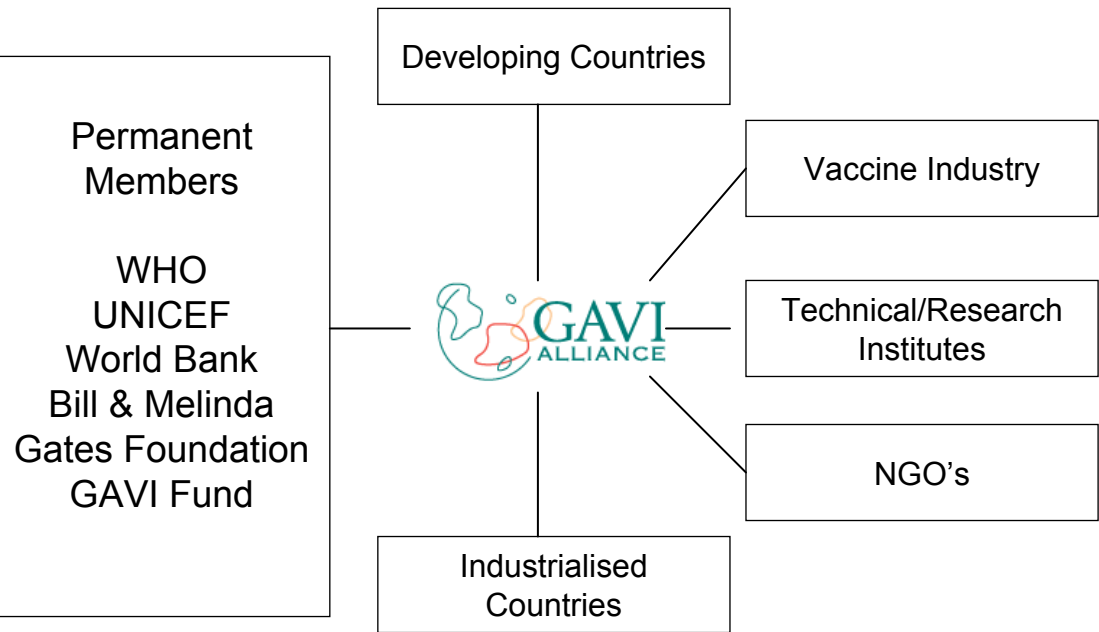 Permanent
Members
WHO
UNICEF
World Bank
Bill & Melinda
Gates Foundation
GAVI Fund
Developing Countries
GAVI
ALLIANCE
Industrialised
Countries
Vaccine Industry
Technical/Research
Institutes
NGO’s